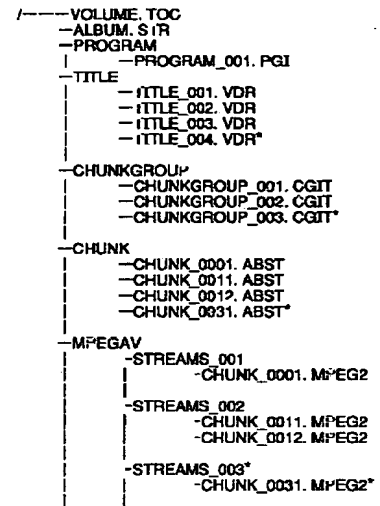 /----VOLUME. TOC
-ALBUM. STR
-PROGRAM
-PROGRAM_001. PGI
-TITLE
-TITLE_001. VDR
-TITLE_002. VDR
-TITLE_003. VDR
-TITLE_004. VDR*
-CHUNKGROUP
-CHUNKGROUP_001. CGIT
-CHUNKGROUP_002. CGIT
-CHUNKGROUP_003. CGIT*
-CHUNK
-CHUNK_0001. ABST
-CHUNK_0011. ABST
-CHUNK_0012. ABST
-CHUNK_0031. ABST*
-MPEGAV
-STREAMS_001
-CHUNK_0001. MPEG2
-STREAMS_002
-CHUNK_0011. MPEG2
-CHUNK_0012. MPEG2
-STREAMS_003*
-CHUNK_0031. MPEG2*